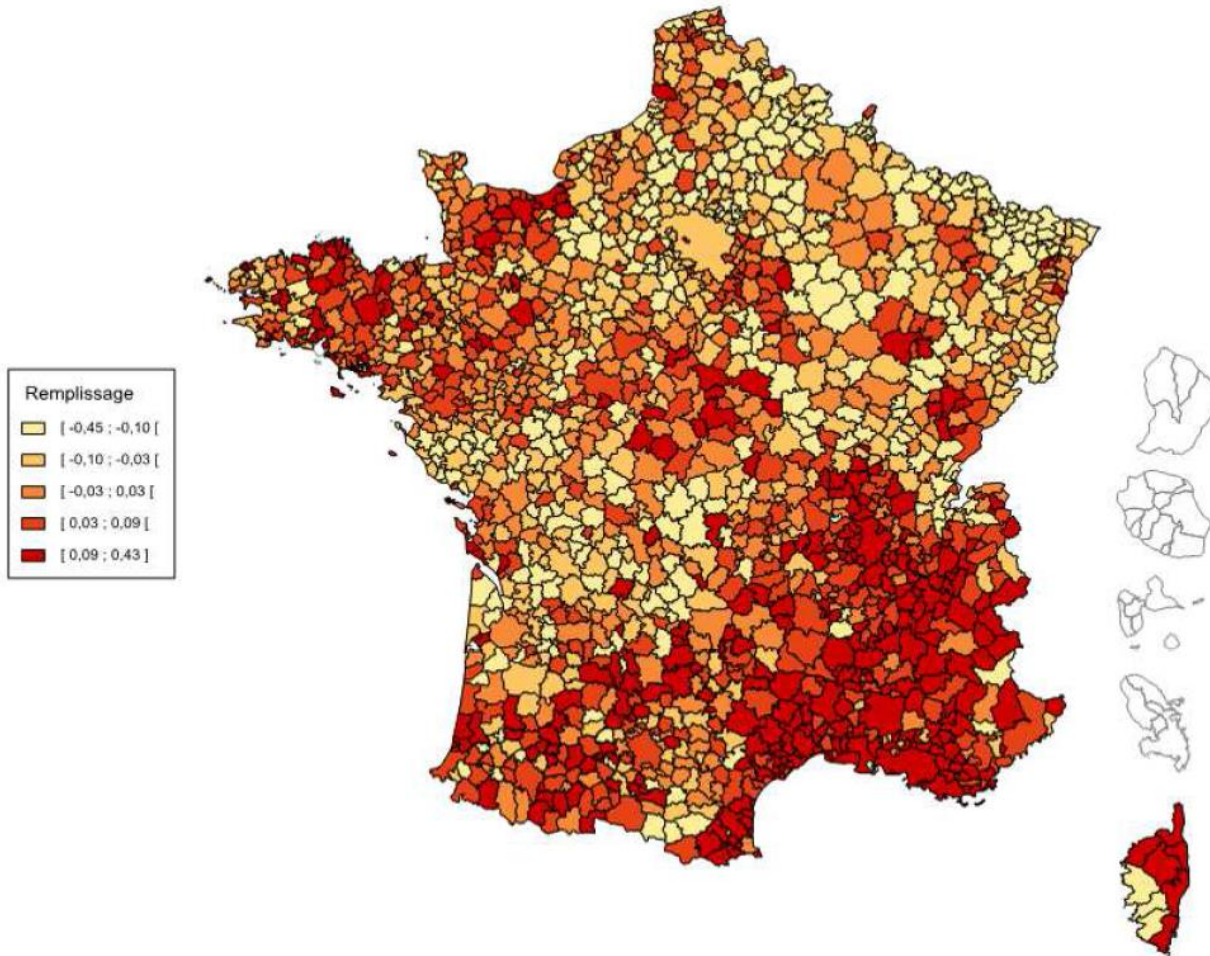 Remplissage
[ -0,45 ; -0,10 [
[ -0,10 ; -0,03 [
[ -0,03 ; 0,03 [
[ 0,03 ; 0,09 [
[ 0,09 ; 0,43 ]